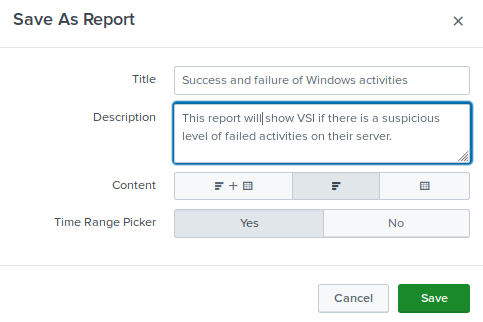 Save As Report
×
Title
Success and failure of Windows activities
Description
This report will show VSI if there is a suspicious
level of failed activities on their server.
Content
+
Time Range Picker
Yes
No
Cancel
Save